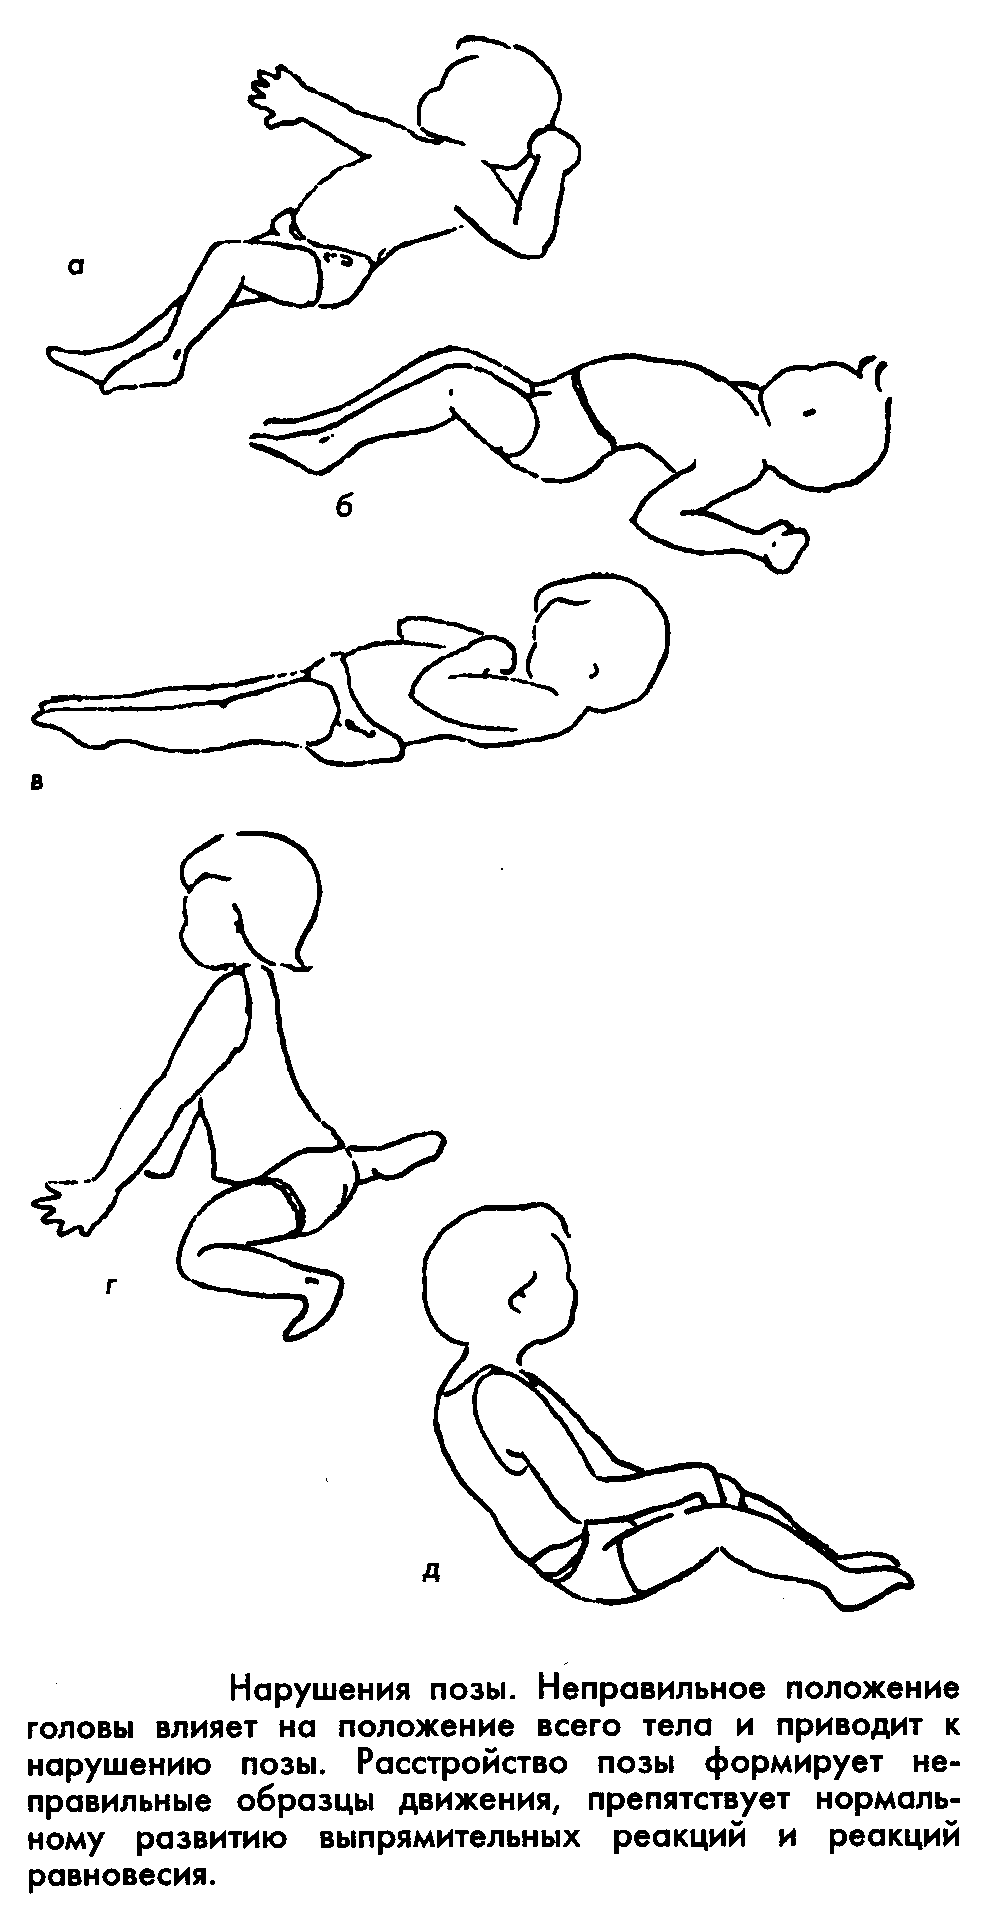 а
б
в
г
д
Нарушения позы. Неправильное положение
головы влияет на положение всего тела и приводит к
нарушению позы. Расстройство позы формирует не-
правильные образцы движения, препятствует нормаль-
ному развитию выпрямительных реакций и реакций
равновесия.